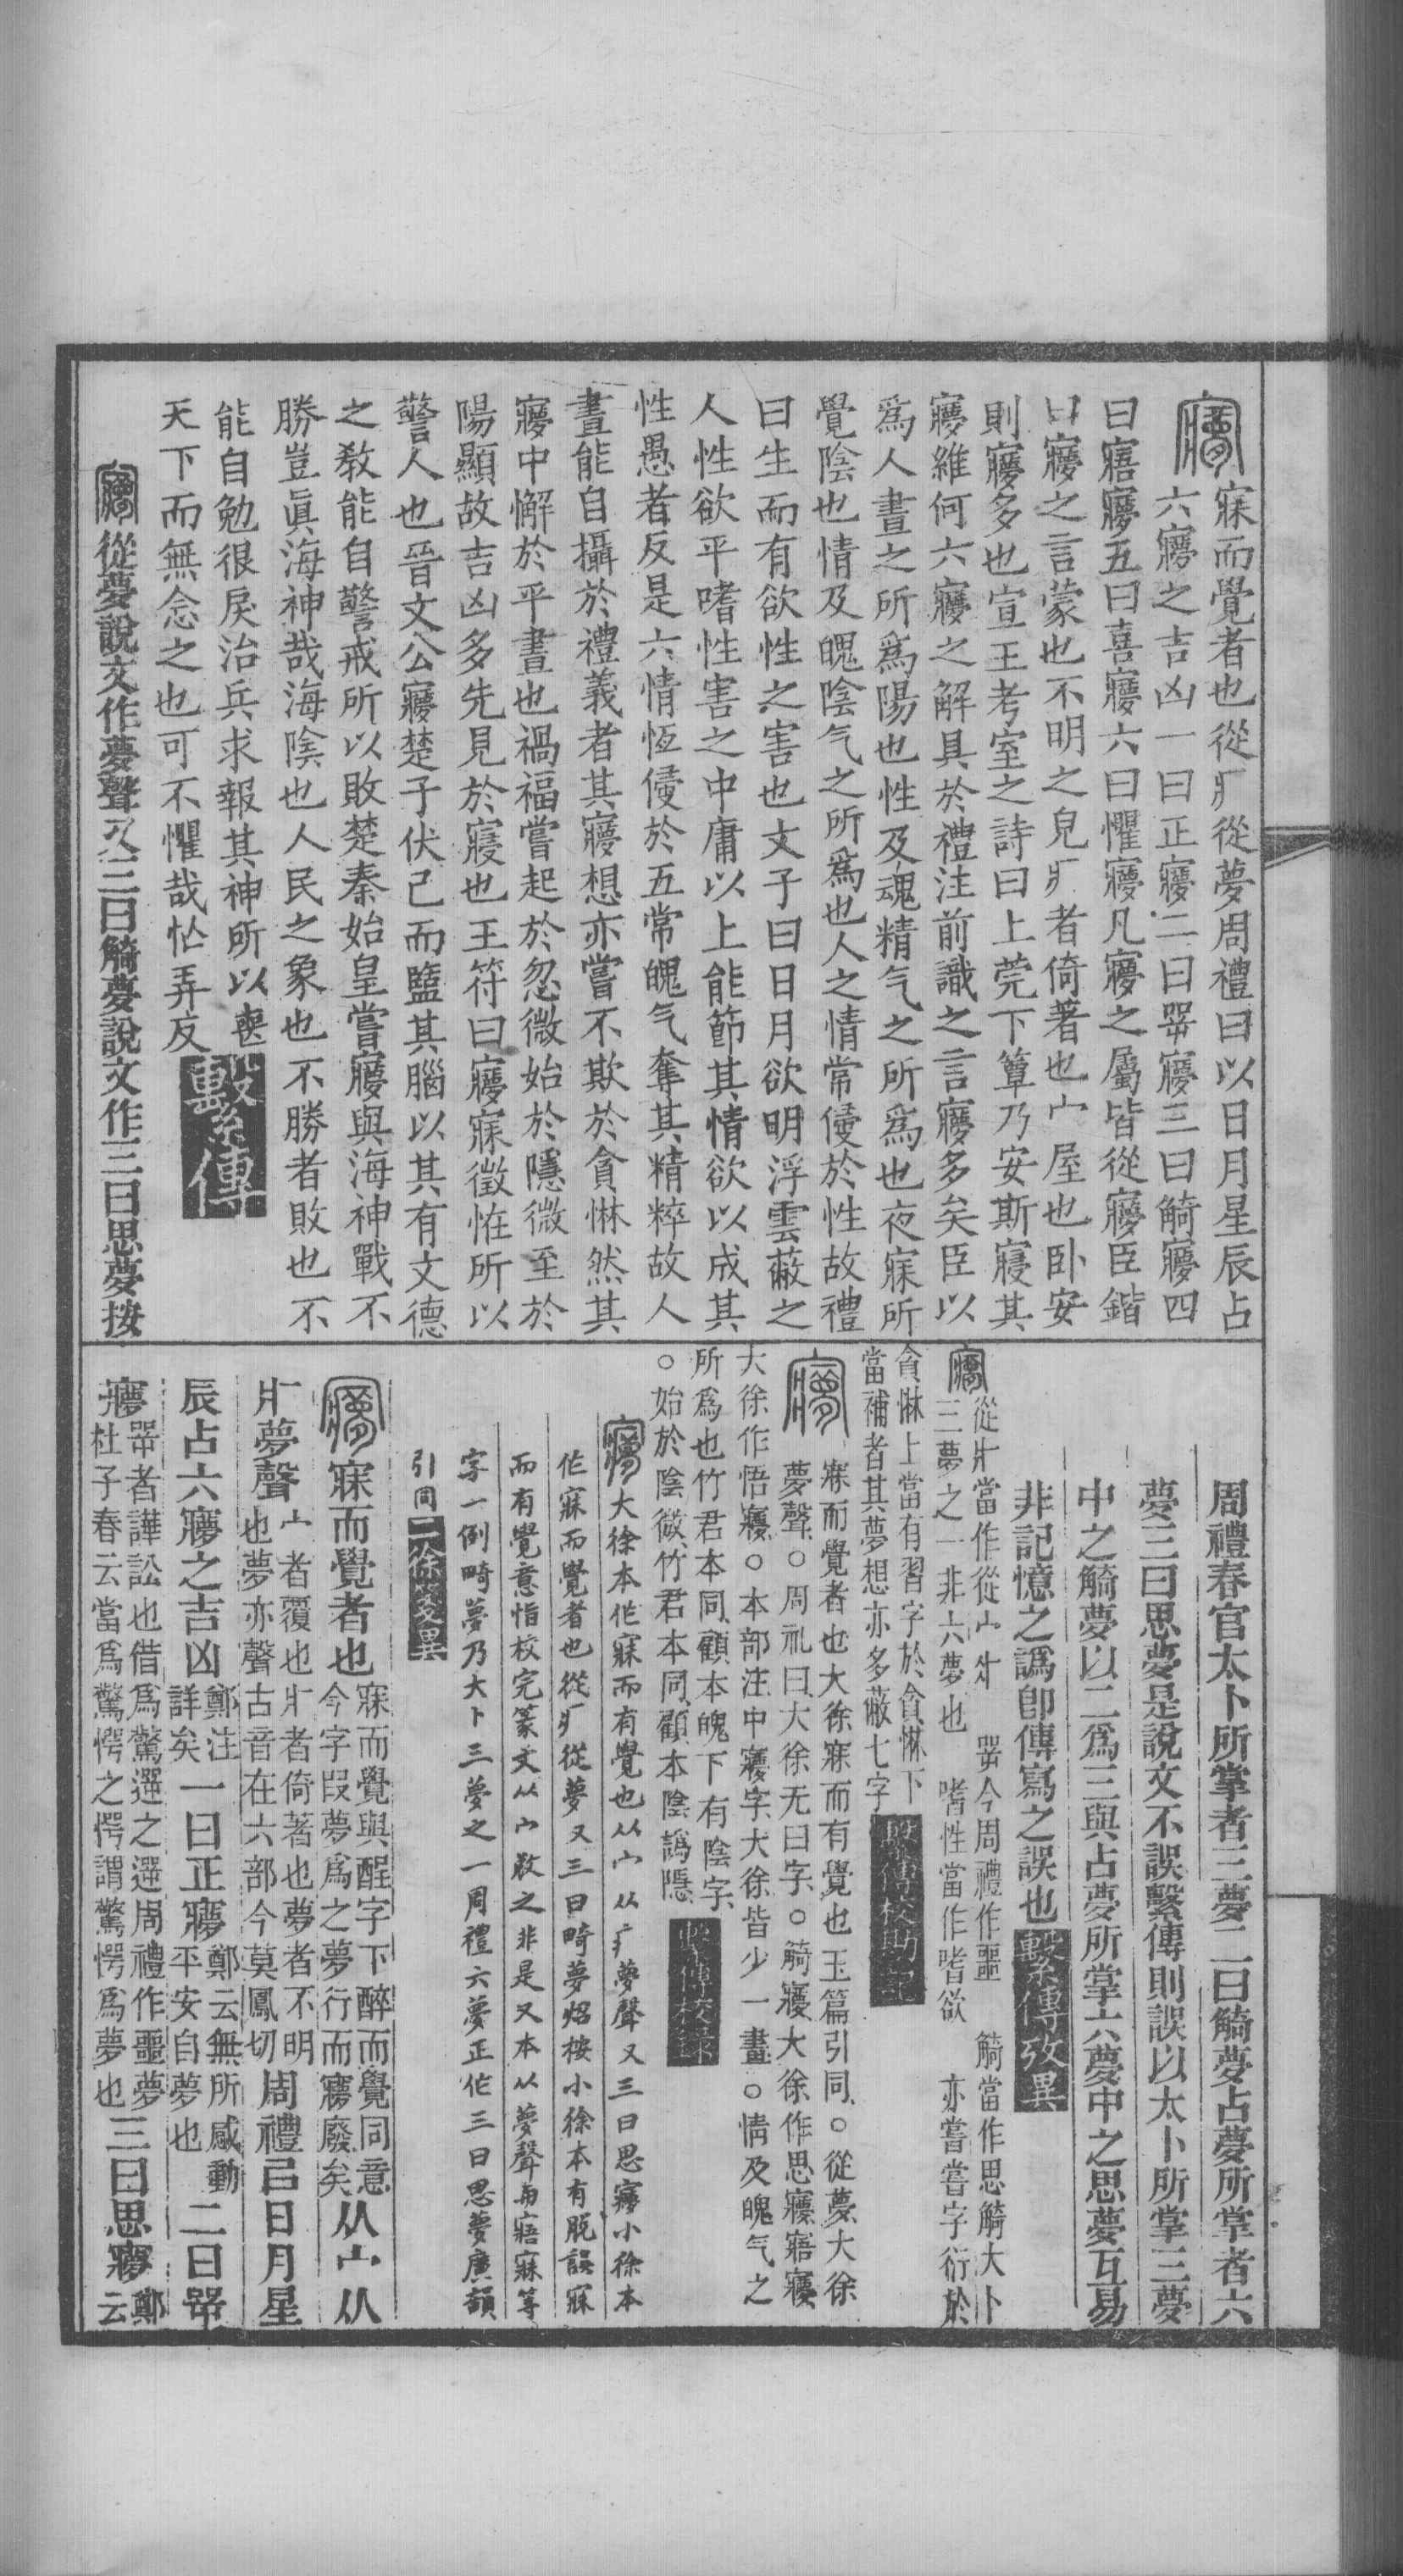 㝱寐而覺者也從疒從夢周禮曰以日月星辰占
六㝱之吉凶一曰正㝱二曰咢㝱三曰觭㝱四
曰寤㝱五曰喜㝱六曰懼㝱凡㝱之屬皆從㝱臣鍇
曰㝱之言蒙也不明之皃疒者倚著也宀屋也卧安
則㝱多也宣王考室之詩曰上莞下簟乃安斯寢其
㝱維何六㝱之解具於禮注前識之言㝱多矣臣以
爲人晝之所爲陽也性及魂精气之所爲也夜寐所
覺陰也情及魄陰气之所爲也人之情常侵於性故禮
曰生而有欲性之害也文子曰日月欲明浮雲蔽之
人性欲平嗜性害之中庸以上能節其情欲以成其
性愚者反是六情恆侵於五常魄气奪其精粹故人
晝能自攝於禮義者其㝱想亦嘗不欺於貪惏然其
㝱中懈於平晝也禍福嘗起於忽微始於隱微至於
陽顯故吉凶多先見於寢也王符曰㝱寐徵怪所以
警人也晉文公㝱楚子伏己而盬其腦以其有文德
之教能自警戒所以敗楚秦始皇嘗㝱與海神戰不
勝豈眞海神哉海陰也人民之象也不勝者敗也不
能自勉很戾治兵求報其神所以喪
天下而無念之也可不懼哉忙弄反
繫傳
㝱從夢說文作夢聲又三曰觭夢說文作三曰思夢按
周禮春官太卜所掌者三夢二曰觭夢占夢所掌者六
夢三曰思夢是說文不誤繫傳則誤以太卜所掌三夢
中之觭夢以二爲三與占夢所掌六夢中之思夢互易
非記憶之譌卽傳寫之誤也繫傳攷異
㝱從爿當作從宀爿 咢今周禮作噩 觭當作思觭大卜
三夢之一非六夢也 嗜性當作嗜欲 亦嘗嘗字衍於
貪惏上當有習字於貪惏下
當補者其夢想亦多蔽七字
繫傳校勘記
㝱寐而覺者也大徐寐而有覺也玉篇引同○從夢大徐
夢聲○周礼曰大徐无曰字○觭㝱大徐作思㝱寤㝱
大徐作悟㝱○本部注中㝱字大徐皆少一畫○情及魄气之
所爲也竹君本同顧本魄下有陰字
○始於陰微竹君本同顧本陰譌隱
繫傳校錄
㝱大徐本作寐而有覺也从宀从疒夢聲又三曰思㝱小徐本
作寐而覺者也從疒從夢又三曰畸夢炤按小徐本有脫誤寐
而有覺意恉校完篆文从宀敚之非是又本从夢聲與寤寐等
字一例畸夢乃大卜三夢之一周禮六夢正作三曰思夢廣韻
引同二徐箋異
㝱寐而覺者也寐而覺與醒字下醉而覺同意今字叚夢爲之夢行而㝱廢矣从宀从
爿夢聲宀者覆也爿者倚著也夢者不明也夢亦聲古音在六部今莫鳳切周禮㠯日月星
辰占六㝱之吉凶鄭注詳矣一曰正㝱鄭云無所感動平安自夢也二曰咢
㝱咢者譁訟也借爲驚遌之遌周禮作噩夢杜子春云當爲驚愕之愕謂驚愕爲夢也三曰思㝱鄭云